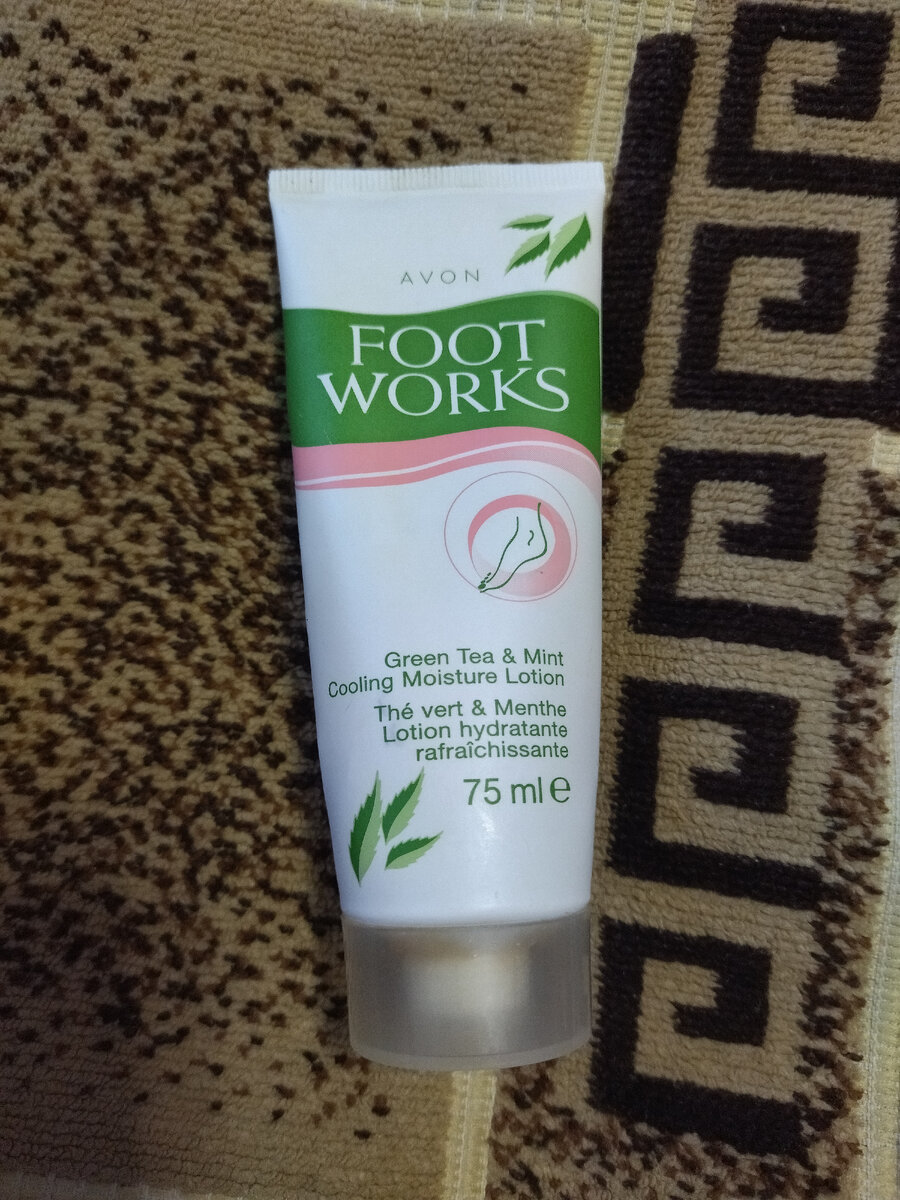 AVON
FOOT
WORKS
Green Tea & Mint
Cooling Moisture Lotion
Thé vert & Menthe
Lotion hydratante
rafraîchissante
75 ml e